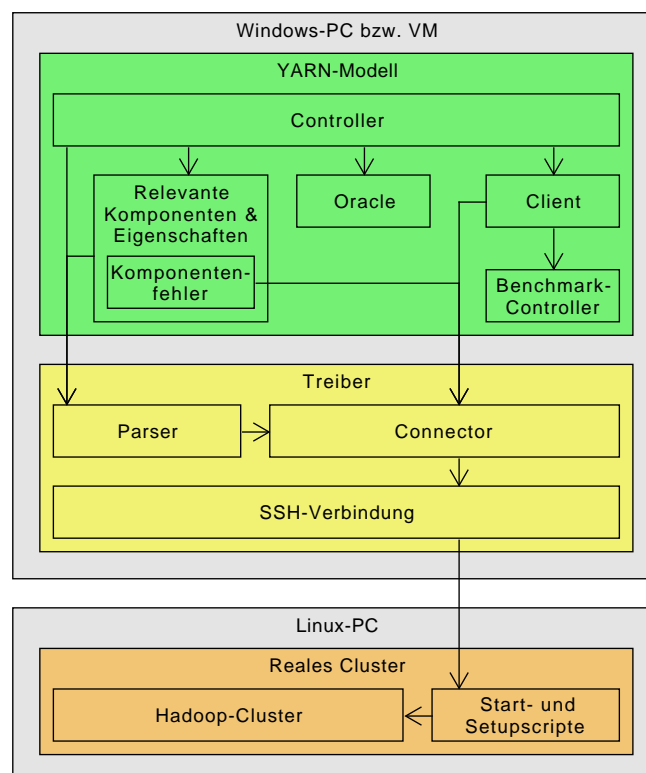 Windows-PC bzw. VM
YARN-Modell
Controller
Relevante
Komponenten &
Eigenschaften
Komponenten-
fehler
Oracle
Client
Benchmark-
Controller
Treiber
Parser
Connector
SSH-Verbindung
Linux-PC
Reales Cluster
Hadoop-Cluster
Start- und
Setupscripte